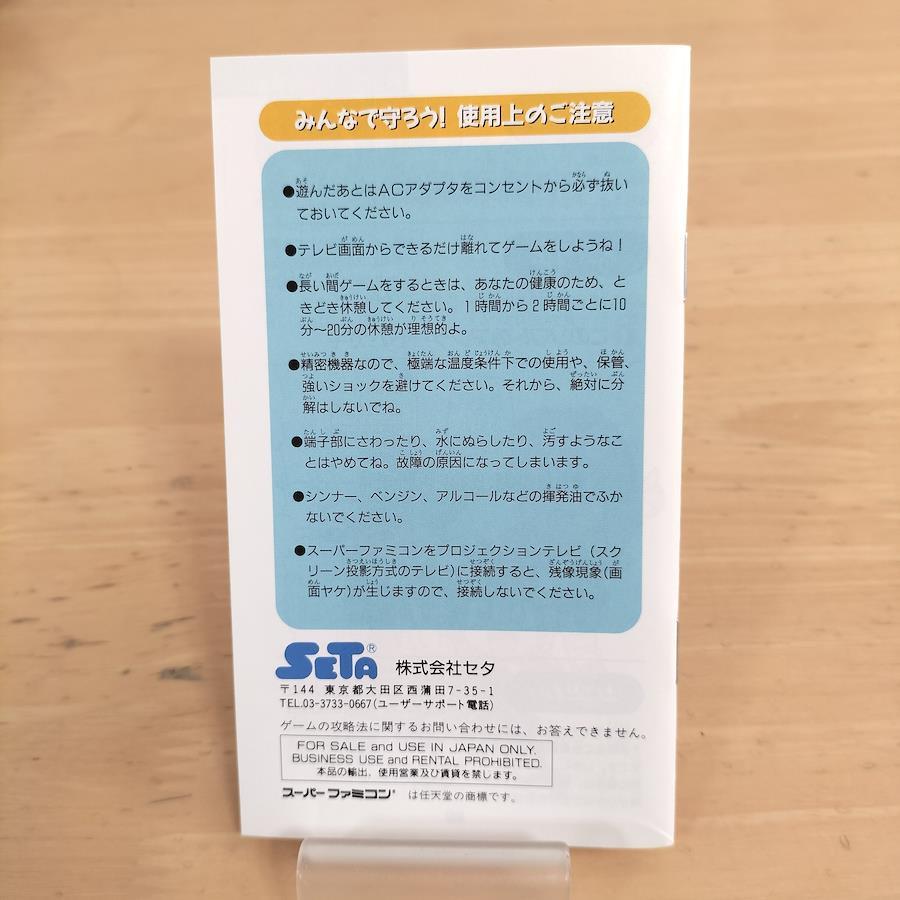 みんなで守ろう! 使用上のご注意
●遊んだあとはACアダプタをコンセントから必ず抜い
ておいてください。
●テレビ画面からできるだけ離れてゲームをしようね！
●長い間ゲームをするときは、あなたの健康のため、と
きどき休憩してください。1時間から2時間ごとに10
分〜20分の休憩が理想的よ。
●精密機器なので、極端な温度条件下での使用や、保管、
強いショックを避けてください。それから、絶対に分
解はしないでね。
●端子部にさわったり、水にぬらしたり、汚すようなこ
とはやめてね。故障の原因になってしまいます。
●シンナー、ベンジン、アルコールなどの揮発油でふか
ないでください。
●スーパーファミコンをプロジェクションテレビ（スク
リーン投影方式のテレビ）に接続すると、残像現象（画
面ヤケ）が生じますので、接続しないでください。
SETA® 株式会社セタ
〒144 東京都大田区西蒲田7-35-1
TEL.03-3733-0667(ユーザーサポート電話)
ゲームの攻略法に関するお問い合わせには、お答えできません。
FOR SALE and USE IN JAPAN ONLY.
BUSINESS USE and RENTAL PROHIBITED.
本品の輸出、使用営業及び賃貸を禁じます。
スーパーファミコン® は任天堂の商標です。